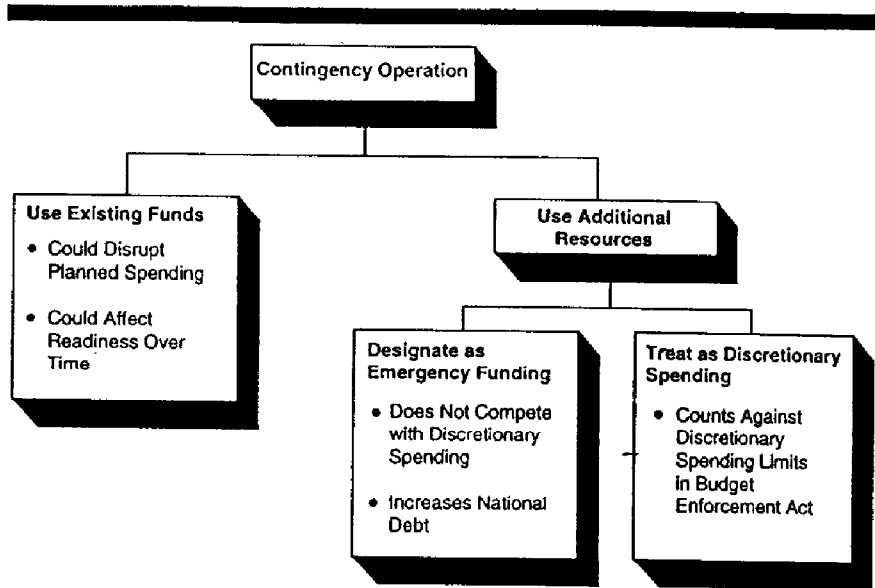 Contingency Operation
Use Existing Funds
• Could Disrupt
Planned Spending
• Could Affect
Readiness Over
Time
Use Additional
Resources
Designate as
Emergency Funding
• Does Not Compete
with Discretionary
Spending
• Increases National
Debt
Treat as Discretionary
Spending
• Counts Against
Discretionary
Spending Limits
in Budget
Enforcement Act